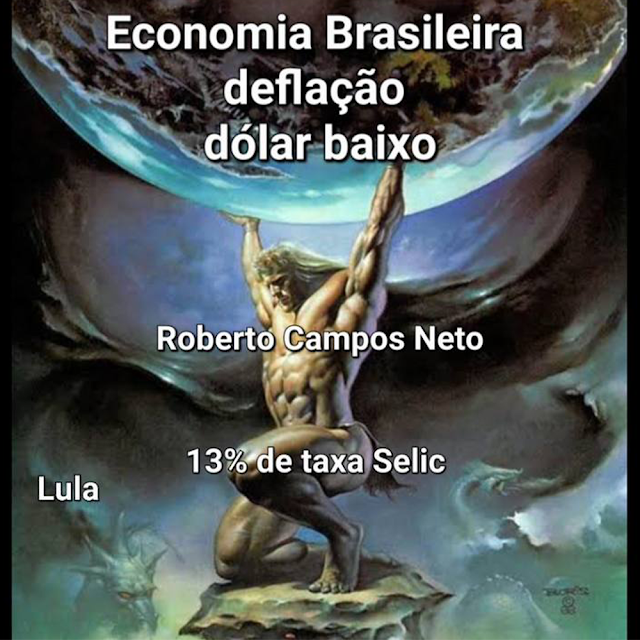 Economia Brasileira
deflação
dólar baixo
Roberto Campos Neto
13% de taxa Selic
Lula